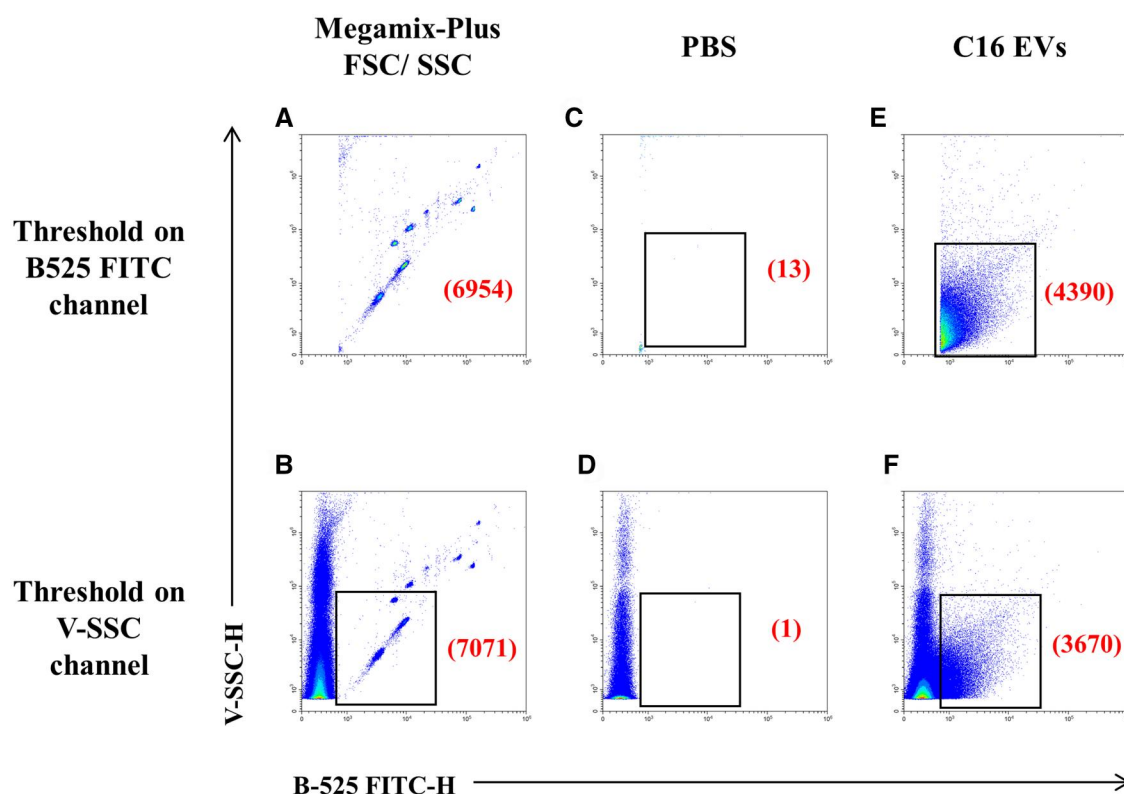 Megamix-Plus
FSC/ SSC
PBS
C16 EVs
A
C
E
Threshold on
B525 FITC
channel
(6954)
(13)
(4390)
B
D
F
Threshold on
V-SSC
channel
(7071)
(1)
(3670)
V-SSC-H
B-525 FITC-H